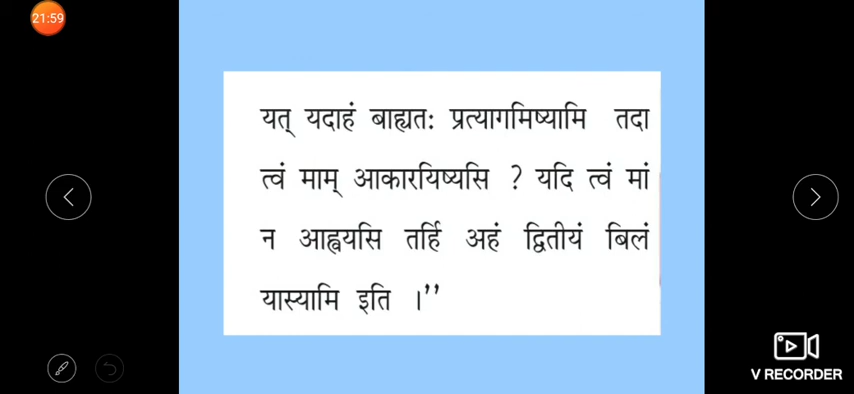 21:59
यत् यदाहं बाह्यतः प्रत्यागमिष्यामि तदा
त्वं माम् आकारयिष्यसि ? यदि त्वं मां
न आह्वयसि तर्हि अहं द्वितीयं बिलं
यास्यामि इति ।’’
V RECORDER